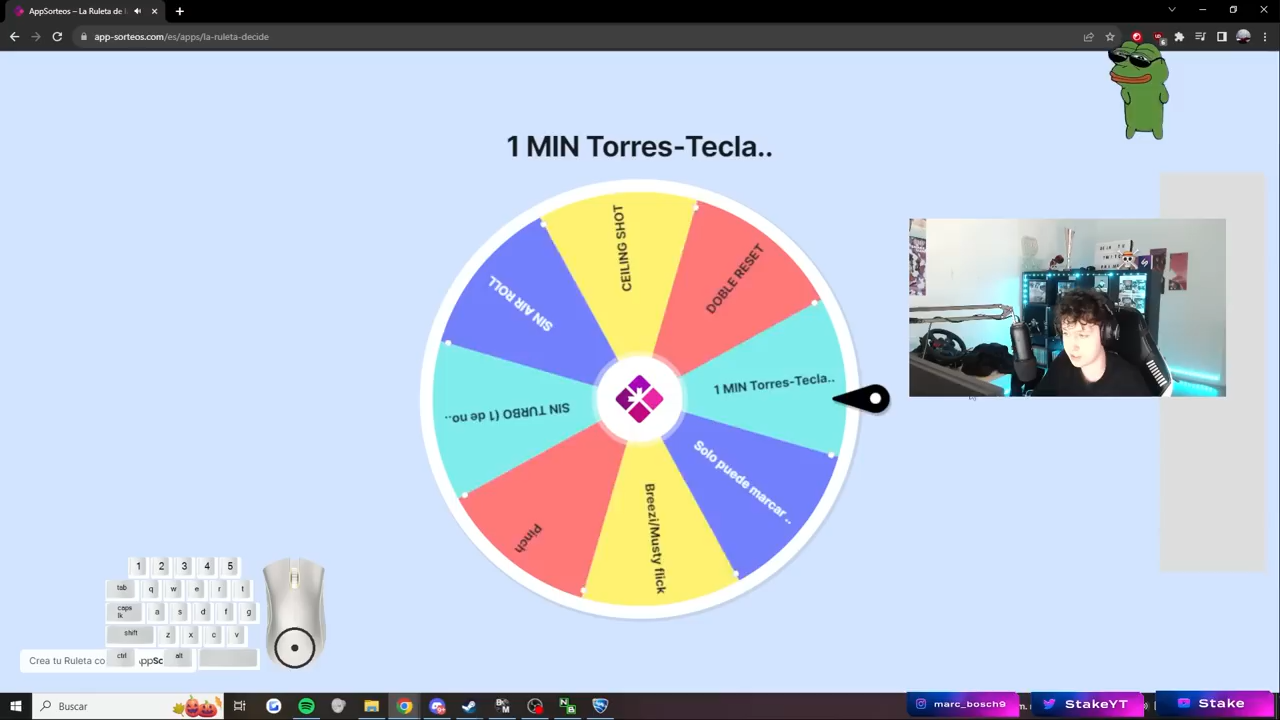 AppSorteos – La Ruleta de
app-sorteos.com/es/apps/la-ruleta-decide
1 MIN Torres-Tecla..
CEILING SHOT
DOBLE RESET
1 MIN Torres-Tecla..
Solo puede marcar ..
Breezi/Musty flick
Pinch
SIN TURBO (1 de no..
SIN AIR ROLL
1 2 3 4 5
tab q w e r t
caps lk a s d f g
shift z x c v
ctrl alt
Crea tu Ruleta co
Buscar
marc_bosch9
StakeYT
Stake